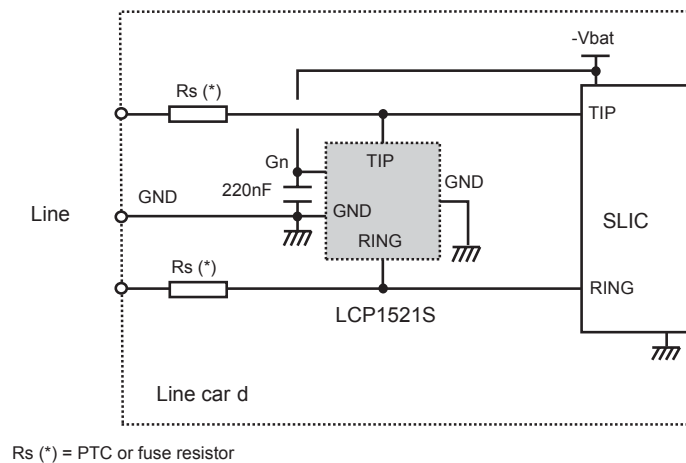 -Vbat
Rs (*)
TIP
Gn
TIP
GND
220nF
GND
GND
Line
SLIC
RING
Rs (*)
RING
LCP1521S
Line car d
Rs (*) = PTC or fuse resistor